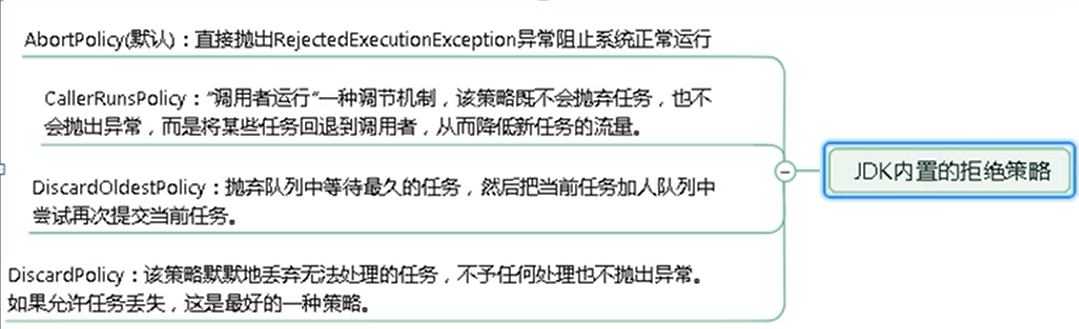 AbortPolicy(默认)：直接抛出RejectedExecutionException异常阻止系统正常运行
CallerRunsPolicy："调用者运行"一种调节机制，该策略既不会抛弃任务，也不
会抛出异常，而是将某些任务回退到调用者，从而降低新任务的流量。
DiscardOldestPolicy：抛弃队列中等待最久的任务，然后把当前任务加人队列中
尝试再次提交当前任务。
DiscardPolicy：该策略默默地丢弃无法处理的任务，不予任何处理也不抛出异常。
如果允许任务丢失，这是最好的一种策略。
JDK内置的拒绝策略